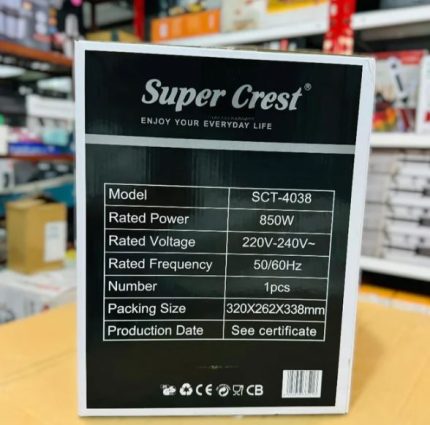 Super Crest®
ENJOY YOUR EVERYDAY LIFE
Model SCT-4038
Rated Power 850W
Rated Voltage 220V-240V~
Rated Frequency 50/60Hz
Number 1pcs
Packing Size 320X262X338mm
Production Date See certificate
CE CB